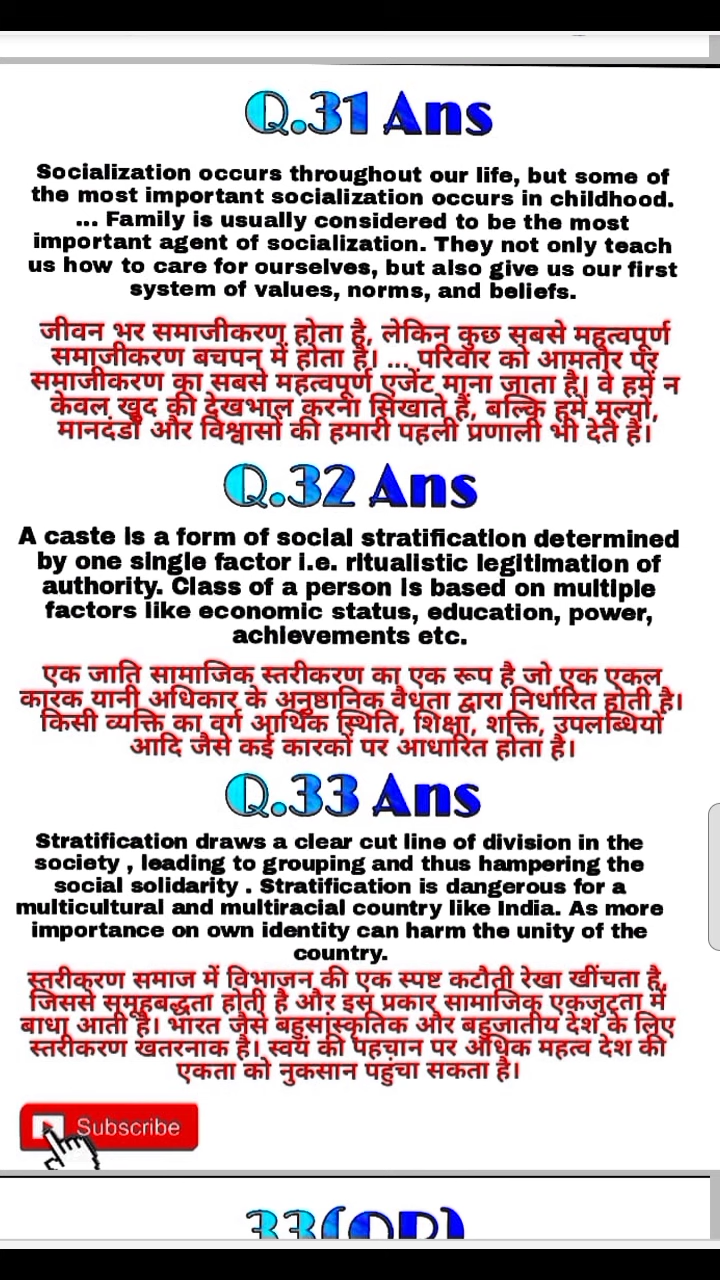 Q.31 Ans
Socialization occurs throughout our life, but some of
the most important socialization occurs in childhood.
... Family is usually considered to be the most
important agent of socialization. They not only teach
us how to care for ourselves, but also give us our first
system of values, norms, and beliefs.
जीवन भर समाजीकरण होता है, लेकिन कुछ सबसे महत्वपूर्ण
समाजीकरण बचपन में होता है। ... परिवार को आमतौर पर
समाजीकरण का सबसे महत्वपूर्ण एजेंट माना जाता है। वे हमें न
केवल खुद की देखभाल करना सिखाते हैं, बल्कि हमें मूल्यों,
मानदंडों और विश्वासों की हमारी पहली प्रणाली भी देते हैं।
Q.32 Ans
A caste is a form of social stratification determined
by one single factor i.e. ritualistic legitimation of
authority. Class of a person is based on multiple
factors like economic status, education, power,
achievements etc.
एक जाति सामाजिक स्तरीकरण का एक रूप है जो एक एकल
कारक यानी अधिकार के अनुष्ठानिक वैधता द्वारा निर्धारित होती है।
किसी व्यक्ति का वर्ग आर्थिक स्थिति, शिक्षा, शक्ति, उपलब्धियों
आदि जैसे कई कारकों पर आधारित होता है।
Q.33 Ans
Stratification draws a clear cut line of division in the
society , leading to grouping and thus hampering the
social solidarity . Stratification is dangerous for a
multicultural and multiracial country like India. As more
importance on own identity can harm the unity of the
country.
स्तरीकरण समाज में विभाजन की एक स्पष्ट कटौती रेखा खींचता है,
जिससे समूहबद्धता होती है और इस प्रकार सामाजिक एकजुटता में
बाधा आती है। भारत जैसे बहुसांस्कृतिक और बहुजातीय देश के लिए
स्तरीकरण खतरनाक है। स्वयं की पहचान पर अधिक महत्व देश की
एकता को नुकसान पहुंचा सकता है।
Subscribe
33(OR)